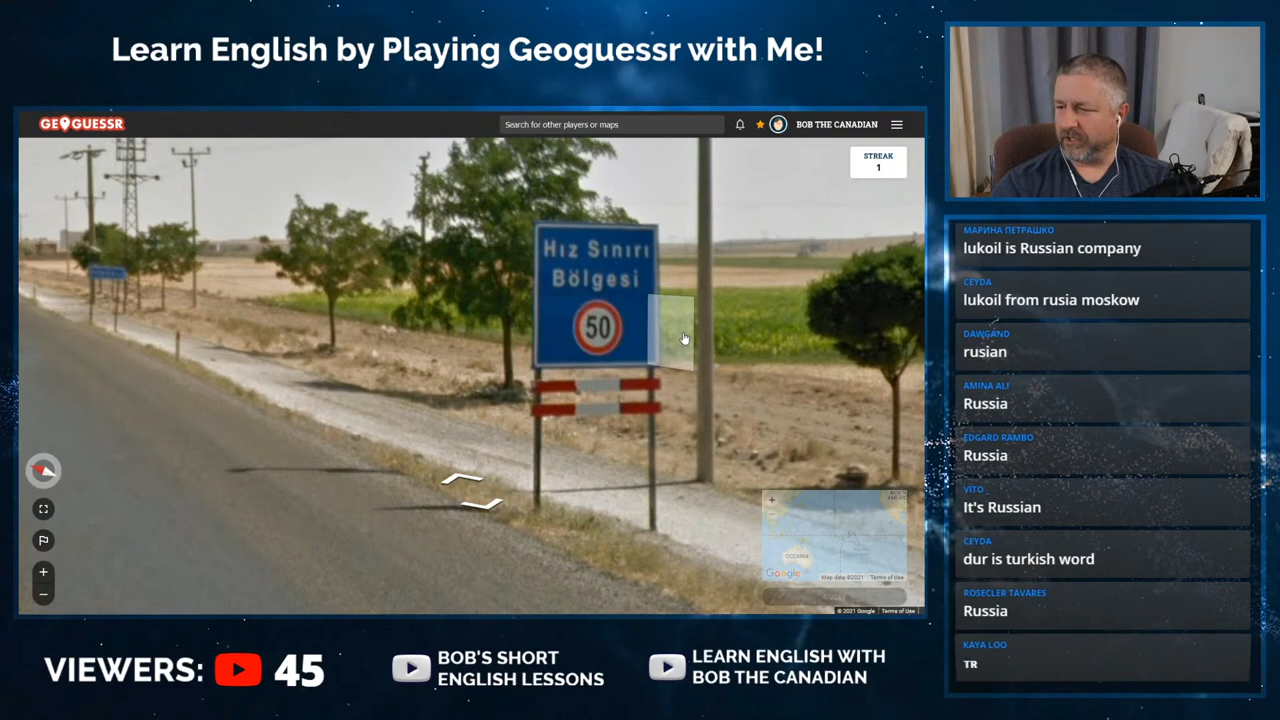 Learn English by Playing Geoguessr with Me!
GEOGUESSR
Search for other players or maps
BOB THE CANADIAN
STREAK
1
Hız Sınırı
Bölgesi
50
OCEANIA
Google
Map data ©2021 Terms of Use
© 2021 Google Terms of Use
МАРИНА ПЕТРАШКО
lukoil is Russian company
CEYDA
lukoil from rusia moskow
DAWGAND
rusian
AMINA ALI
Russia
EDGARD RAMBO
Russia
VITO
It's Russian
CEYDA
dur is turkish word
ROSECLER TAVARES
Russia
KAYA LOO
TR
VIEWERS: 45
BOB'S SHORT
ENGLISH LESSONS
LEARN ENGLISH WITH
BOB THE CANADIAN